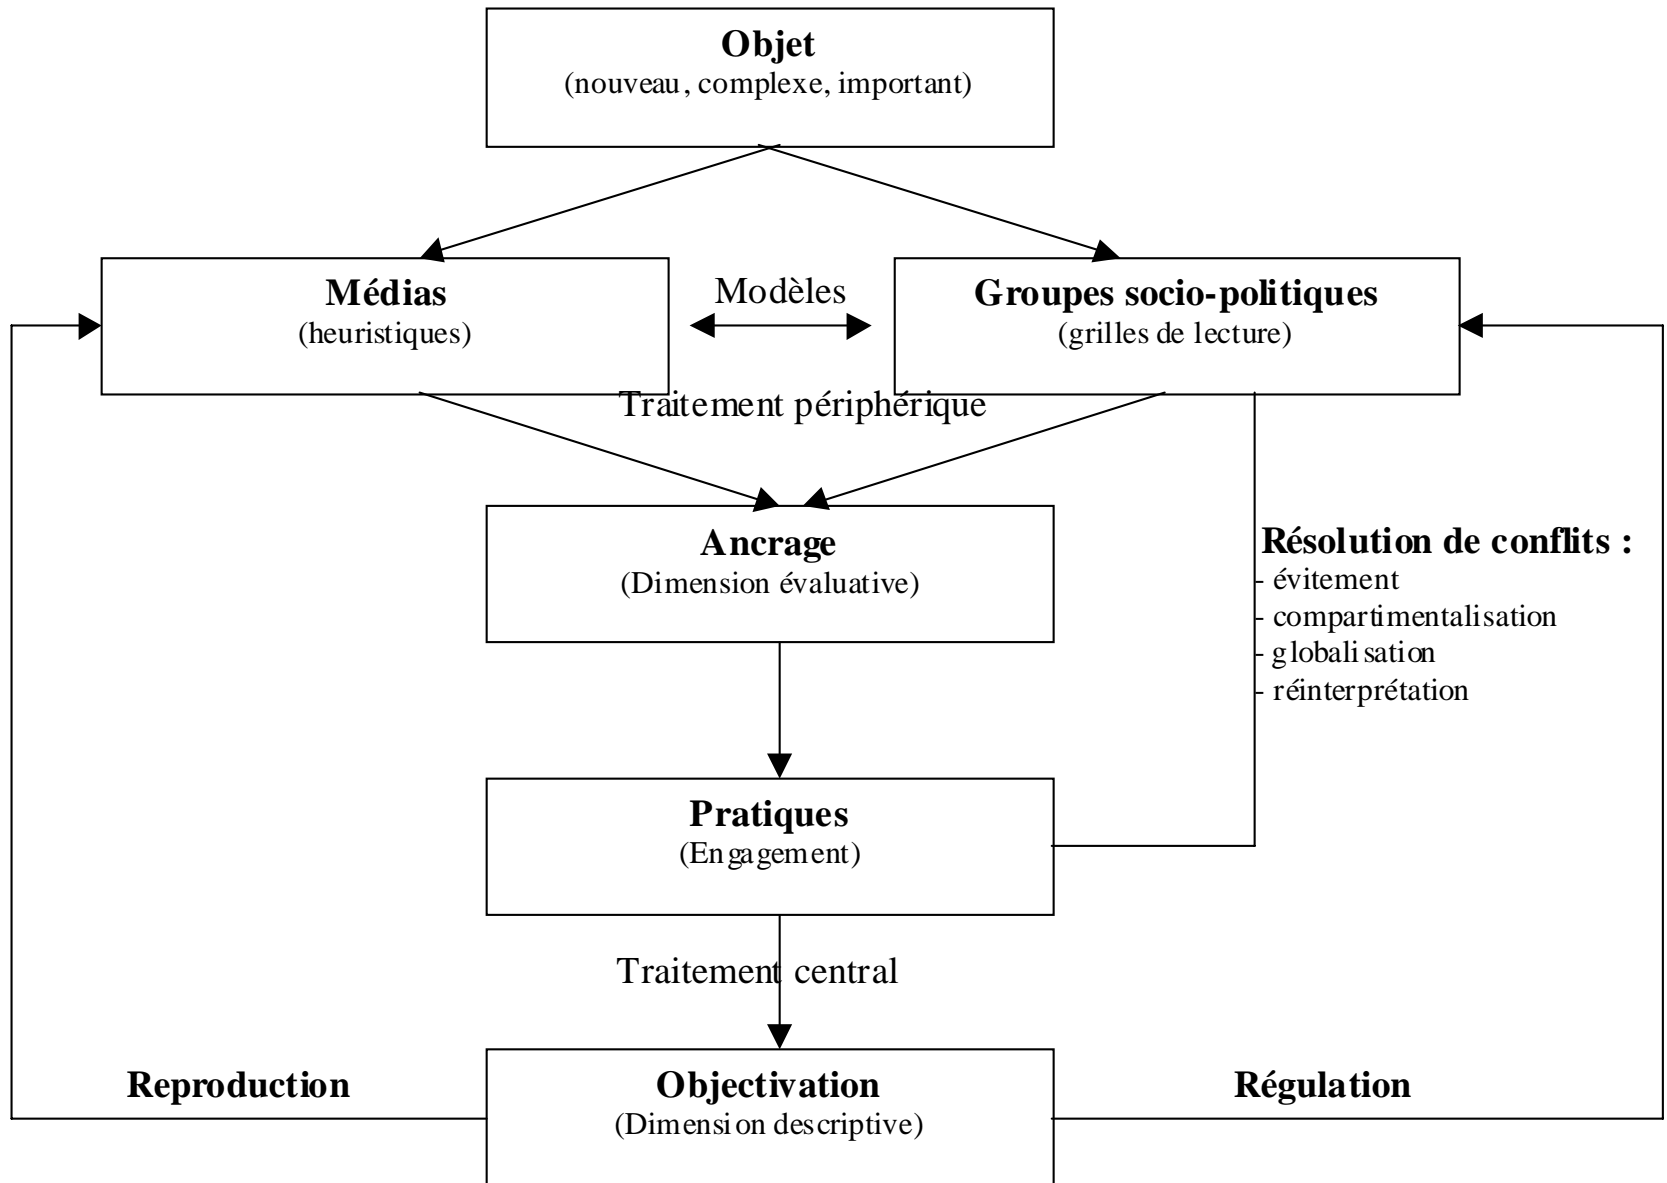 Objet
(nouveau, complexe, important)
Médias
(heuristiques)
Modèles
Groupes socio-politiques
(grilles de lecture)
Traitement périphérique
Ancrage
(Dimension évaluative)
Résolution de conflits :
- évitement
- compartimentalisation
- globalisation
- réinterprétation
Pratiques
(Engagement)
Traitement central
Reproduction
Objectivation
(Dimension descriptive)
Régulation